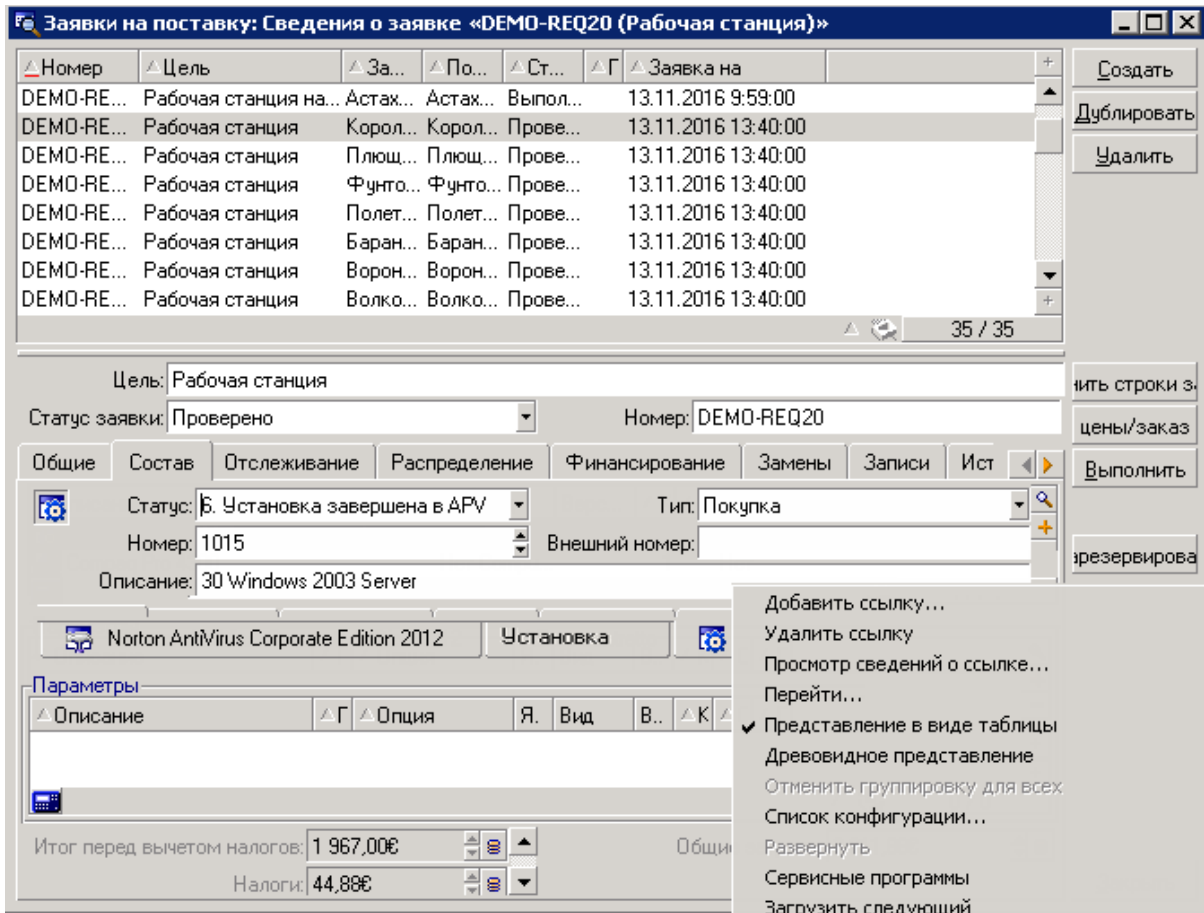 Заявки на поставку: Сведения о заявке «DEMO-REQ20 (Рабочая станция)»
Номер Цель За... По... Ст... Г Заявка на
DEMO-RE... Рабочая станция на... Астах... Астах... Выпол... 13.11.2016 9:59:00
DEMO-RE... Рабочая станция Корол... Корол... Прове... 13.11.2016 13:40:00
DEMO-RE... Рабочая станция Плющ... Плющ... Прове... 13.11.2016 13:40:00
DEMO-RE... Рабочая станция Фунто... Фунто... Прове... 13.11.2016 13:40:00
DEMO-RE... Рабочая станция Полет... Полет... Прове... 13.11.2016 13:40:00
DEMO-RE... Рабочая станция Баран... Баран... Прове... 13.11.2016 13:40:00
DEMO-RE... Рабочая станция Ворон... Ворон... Прове... 13.11.2016 13:40:00
DEMO-RE... Рабочая станция Волко... Волко... Прове... 13.11.2016 13:40:00
35 / 35
Создать
Дублировать
Удалить
Цель: Рабочая станция
Статус заявки: Проверено Номер: DEMO-REQ20
Общие Состав Отслеживание Распределение Финансирование Замены Записи Ист
Статус: 6. Установка завершена в APV Тип: Покупка
Номер: 1015 Внешний номер:
Описание: 30 Windows 2003 Server
нить строки за
цены/заказ
Выполнить
арезервирова
Norton AntiVirus Corporate Edition 2012 Установка
Параметры
Описание Г Опция Я. Вид В.. К
Итог перед вычетом налогов: 1 967,00€ Общи
Налоги: 44,88€
Добавить ссылку...
Удалить ссылку
Просмотр сведений о ссылке...
Перейти...
Представление в виде таблицы
Древовидное представление
Отменить группировку для всех
Список конфигурации...
Развернуть
Сервисные программы
Загрузить следующий